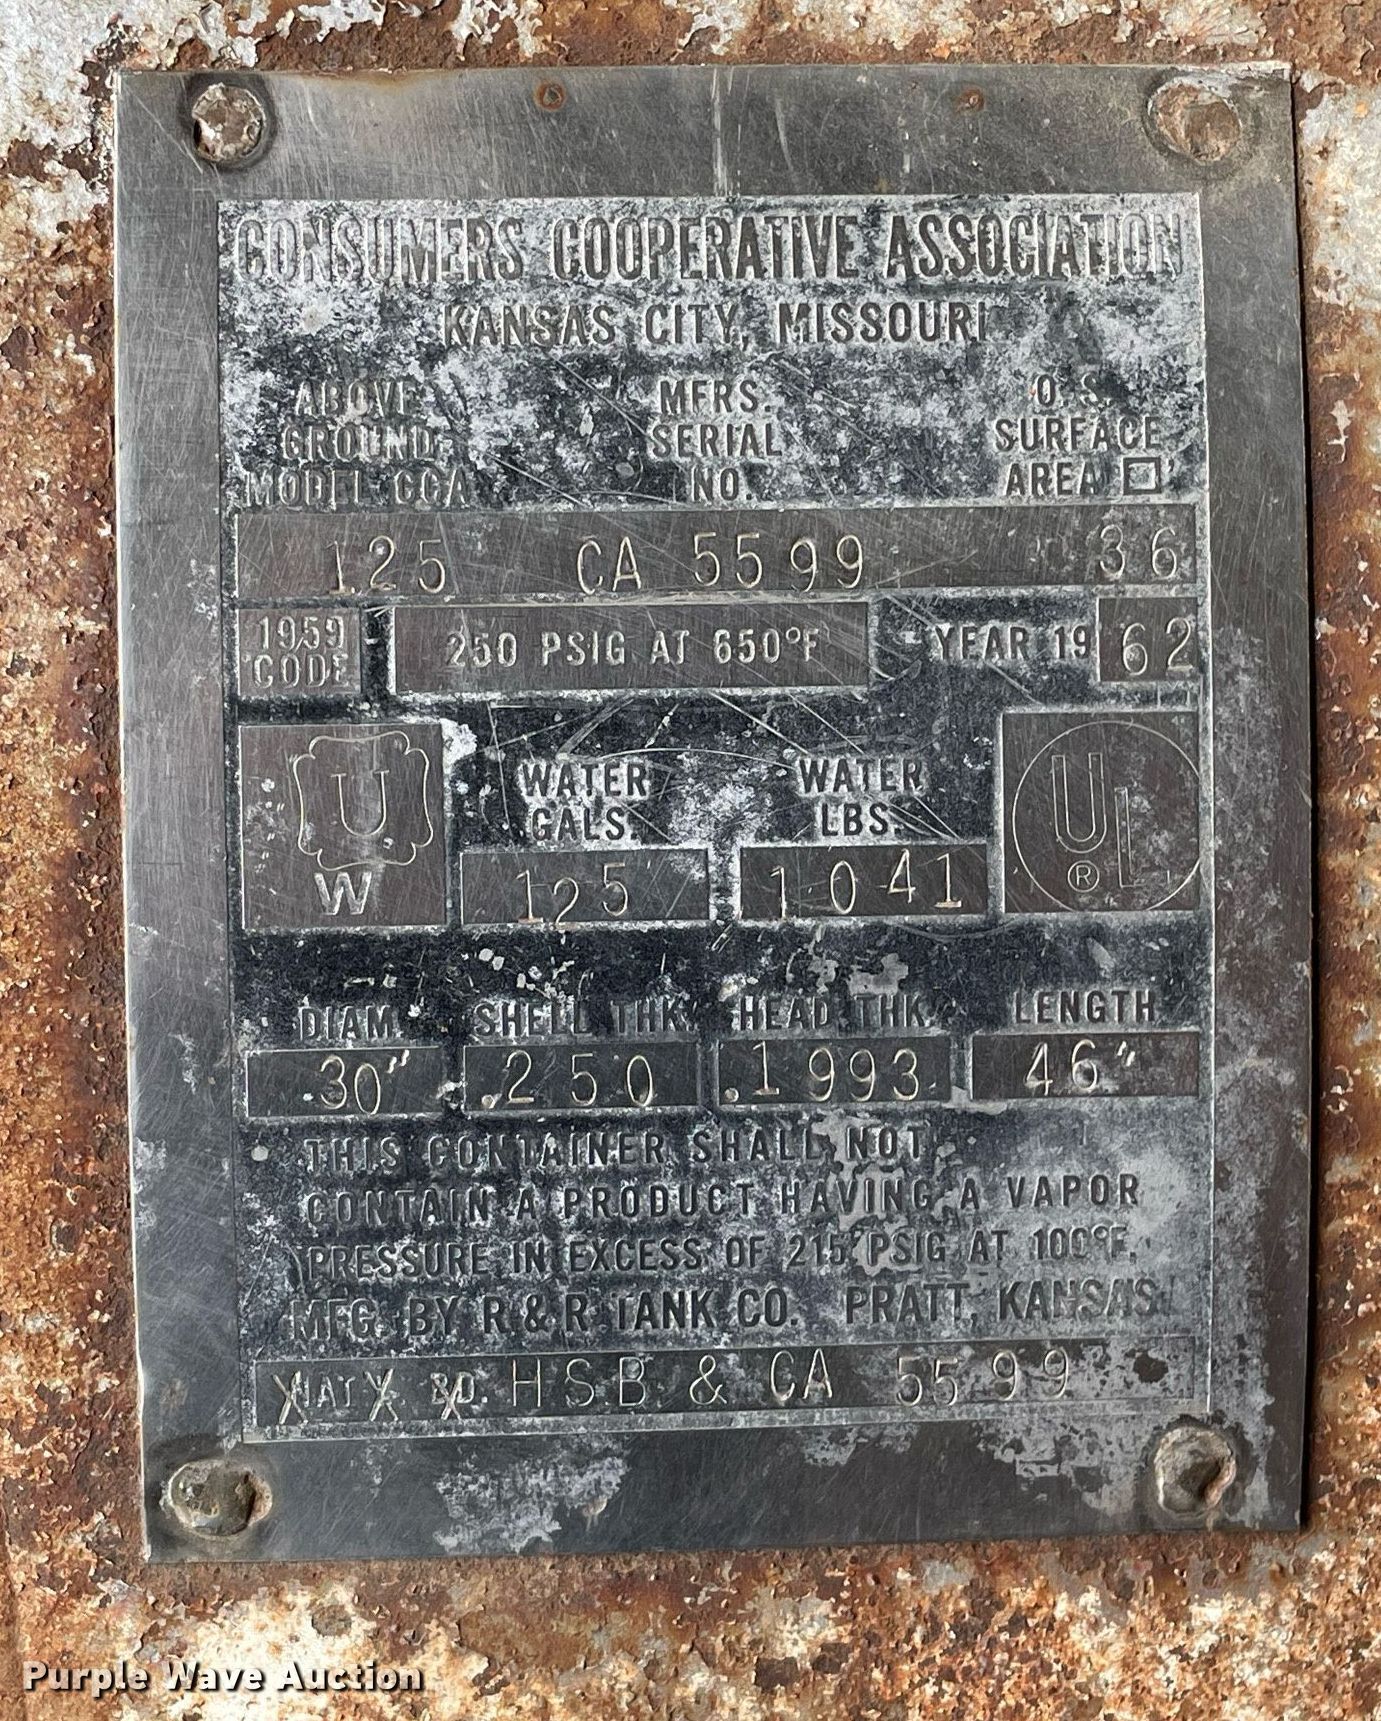 CONSUMERS COOPERATIVE ASSOCIATION
KANSAS CITY, MISSOURI
ABOVE GROUND MODEL CCA
MFRS. SERIAL NO.
O. S. SURFACE AREA □'
125 CA 5599 36
1959 CODE - 250 PSIG AT 650°F YEAR 19 62
U
W
WATER GALS.
WATER LBS.
UL ®
125 1041
DIAM. SHELL THK. HEAD THK. LENGTH
30" .250 .1993 46"
THIS CONTAINER SHALL NOT
CONTAIN A PRODUCT HAVING A VAPOR
PRESSURE IN EXCESS OF 215 PSIG AT 100°F.
MFG. BY R & R TANK CO. PRATT, KANSAS
NAT'L BD. HSB & CA 5599
Purple Wave Auction